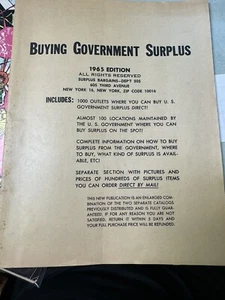 BUYING GOVERNMENT SURPLUS
1965 EDITION
ALL RIGHTS RESERVED
SURPLUS BARGAINS-DEP'T 80E
605 THIRD AVENUE
NEW YORK 16, NEW YORK, ZIP CODE 10016
INCLUDES: 1000 OUTLETS WHERE YOU CAN BUY U. S.
GOVERNMENT SURPLUS DIRECT!
ALMOST 100 LOCATIONS MAINTAINED BY
THE U. S. GOVERNMENT WHERE YOU CAN
BUY SURPLUS ON THE SPOT!
COMPLETE INFORMATION ON HOW TO BUY
SURPLUS FROM THE GOVERNMENT, WHERE
TO BUY, WHAT KIND OF SURPLUS IS AVAIL-
ABLE, ETC!
SEPARATE SECTION WITH PICTURES AND
PRICES OF HUNDREDS OF SURPLUS ITEMS
YOU CAN ORDER DIRECT BY MAIL!
THIS NEW PUBLICATION IS AN ENLARGED COM-
BINATION OF THE TWO SEPARATE CATALOGS
PREVIOUSLY DISTRIBUTED AND IS FULLY GUAR-
ANTEED. IF FOR ANY REASON YOU ARE NOT
SATISFIED, RETURN IT WITHIN 5 DAYS AND
YOUR FULL PURCHASE PRICE WILL BE REFUNDED.